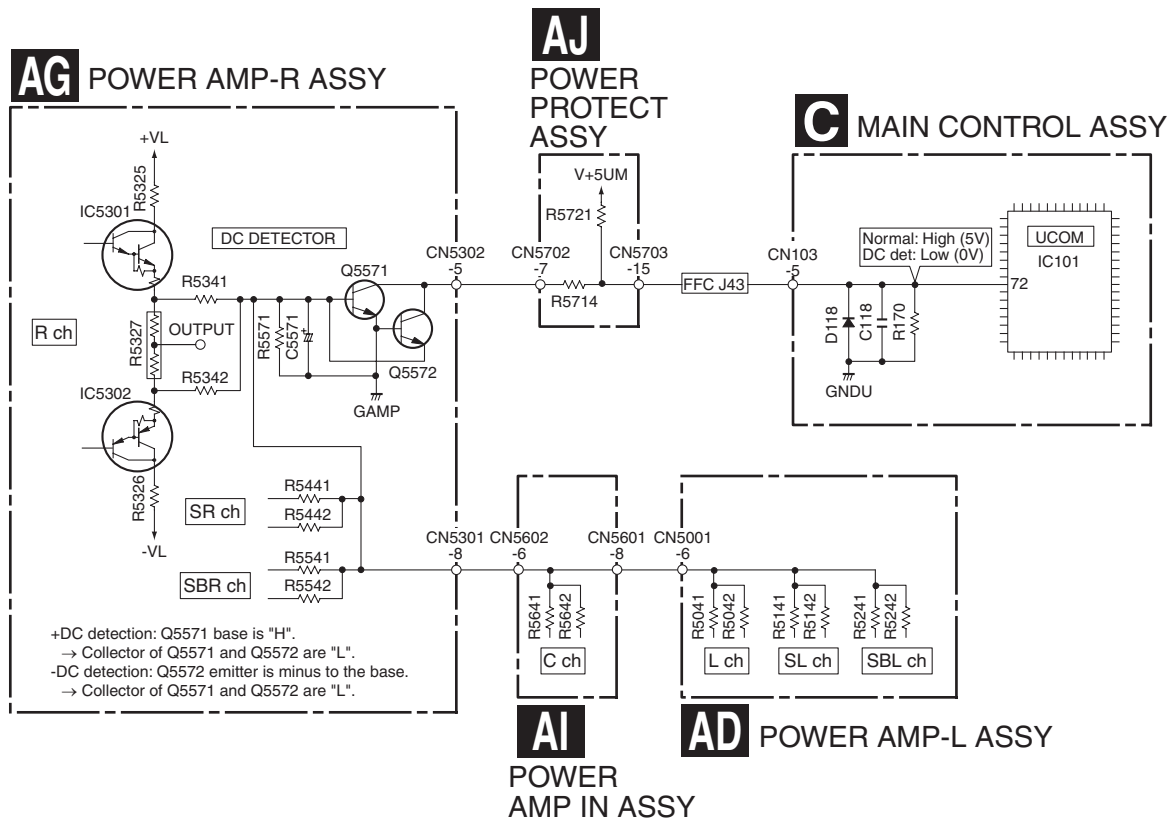 AG POWER AMP-R ASSY
+VL
R5325
IC5301
DC DETECTOR
R5341
Q5571
R ch
R5327
OUTPUT
R5571
C5571
+
R5342
Q5572
IC5302
GAMP
R5326
-VL
SR ch
R5441
R5442
SBR ch
R5541
R5542
+DC detection: Q5571 base is "H".
→ Collector of Q5571 and Q5572 are "L".
-DC detection: Q5572 emitter is minus to the base.
→ Collector of Q5571 and Q5572 are "L".
CN5302
-5
AJ
POWER
PROTECT
ASSY
V+5UM
R5721
CN5702
-7
R5714
CN5703
-15
FFC J43
C MAIN CONTROL ASSY
CN103
-5
Normal: High (5V)
DC det: Low (0V)
UCOM
IC101
72
D118
C118
R170
GNDU
CN5301
-8
CN5602
-6
CN5601
-8
CN5001
-6
R5641
R5642
C ch
R5041
R5042
L ch
R5141
R5142
SL ch
R5241
R5242
SBL ch
AI
POWER
AMP IN ASSY
AD POWER AMP-L ASSY